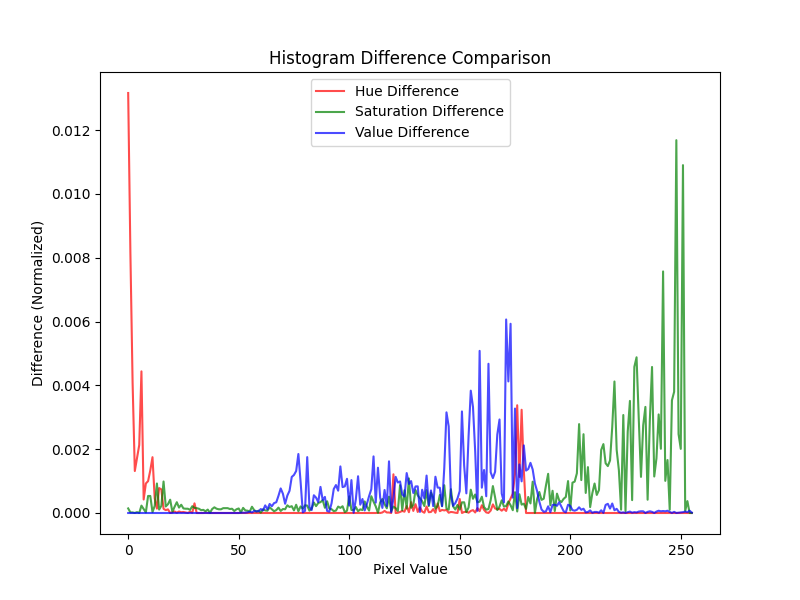 Histogram Difference Comparison
Hue Difference
Saturation Difference
Value Difference
Difference (Normalized)
0.012
0.010
0.008
0.006
0.004
0.002
0.000
0 50 100 150 200 250
Pixel Value